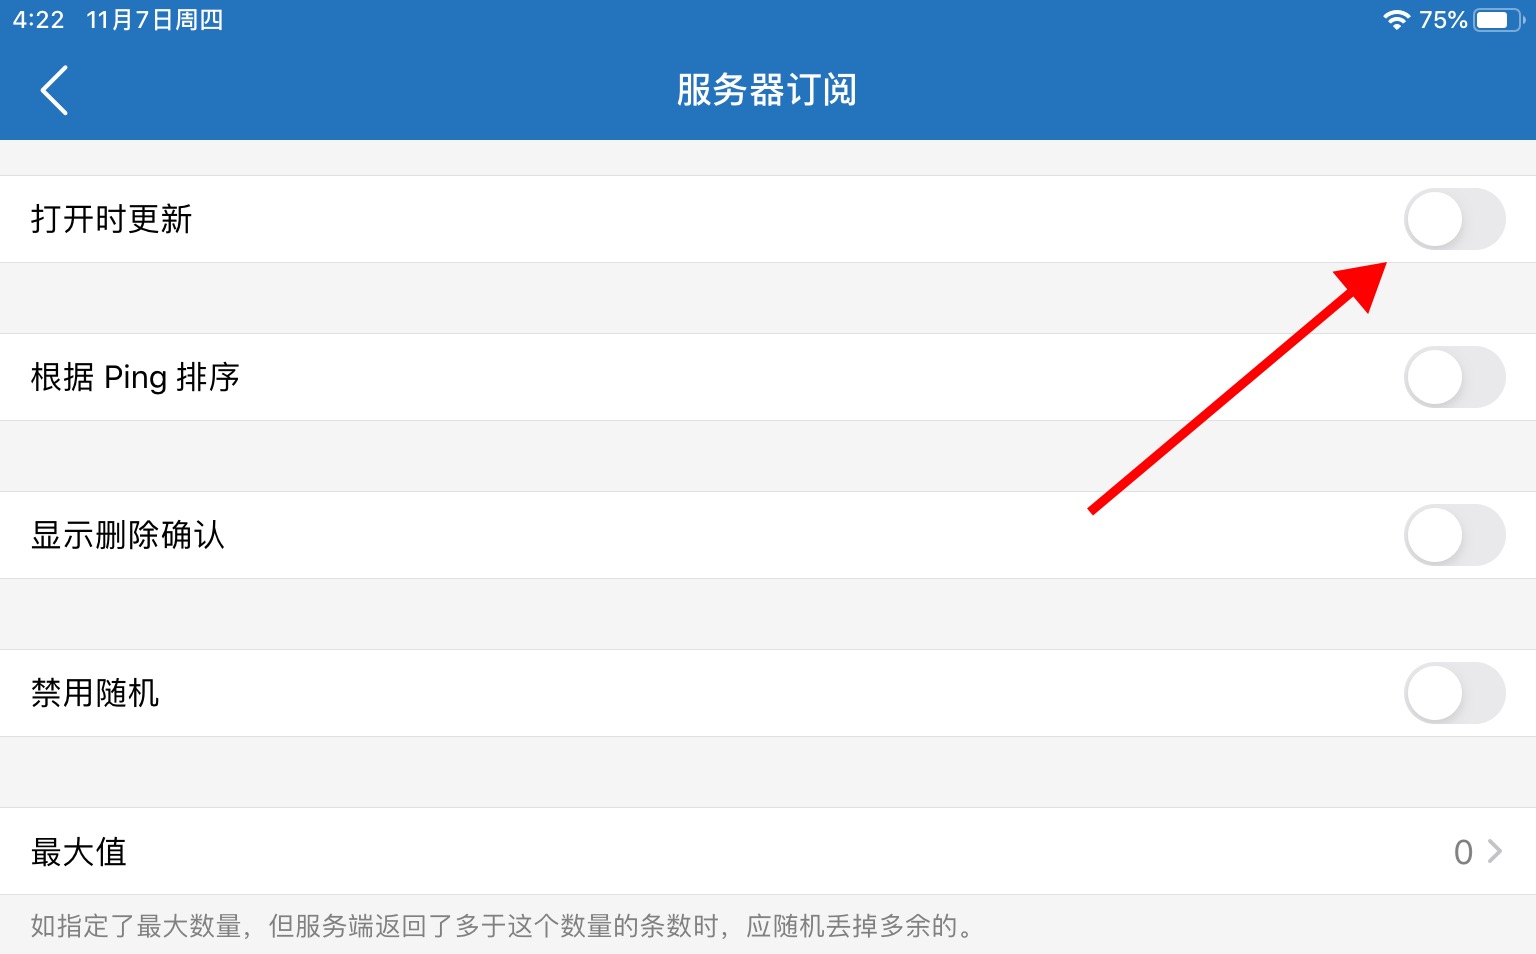 4:22 11月7日周四 75%
服务器订阅
打开时更新
根据 Ping 排序
显示删除确认
禁用随机
最大值 0
如指定了最大数量，但服务端返回了多于这个数量的条数时，应随机丢掉多余的。